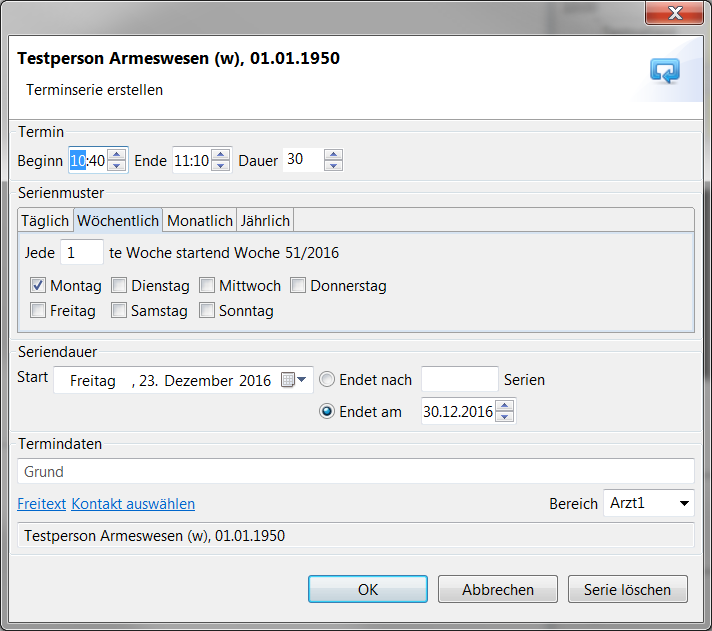 Testperson Armeswesen (w), 01.01.1950
Terminserie erstellen
Termin
Beginn 10:40 Ende 11:10 Dauer 30
Serienmuster
Täglich Wöchentlich Monatlich Jährlich
Jede 1 te Woche startend Woche 51/2016
Montag Dienstag Mittwoch Donnerstag
Freitag Samstag Sonntag
Seriendauer
Start Freitag , 23. Dezember 2016 Endet nach Serien
Endet am 30.12.2016
Termindaten
Grund
Freitext Kontakt auswählen Bereich Arzt1
Testperson Armeswesen (w), 01.01.1950
OK Abbrechen Serie löschen